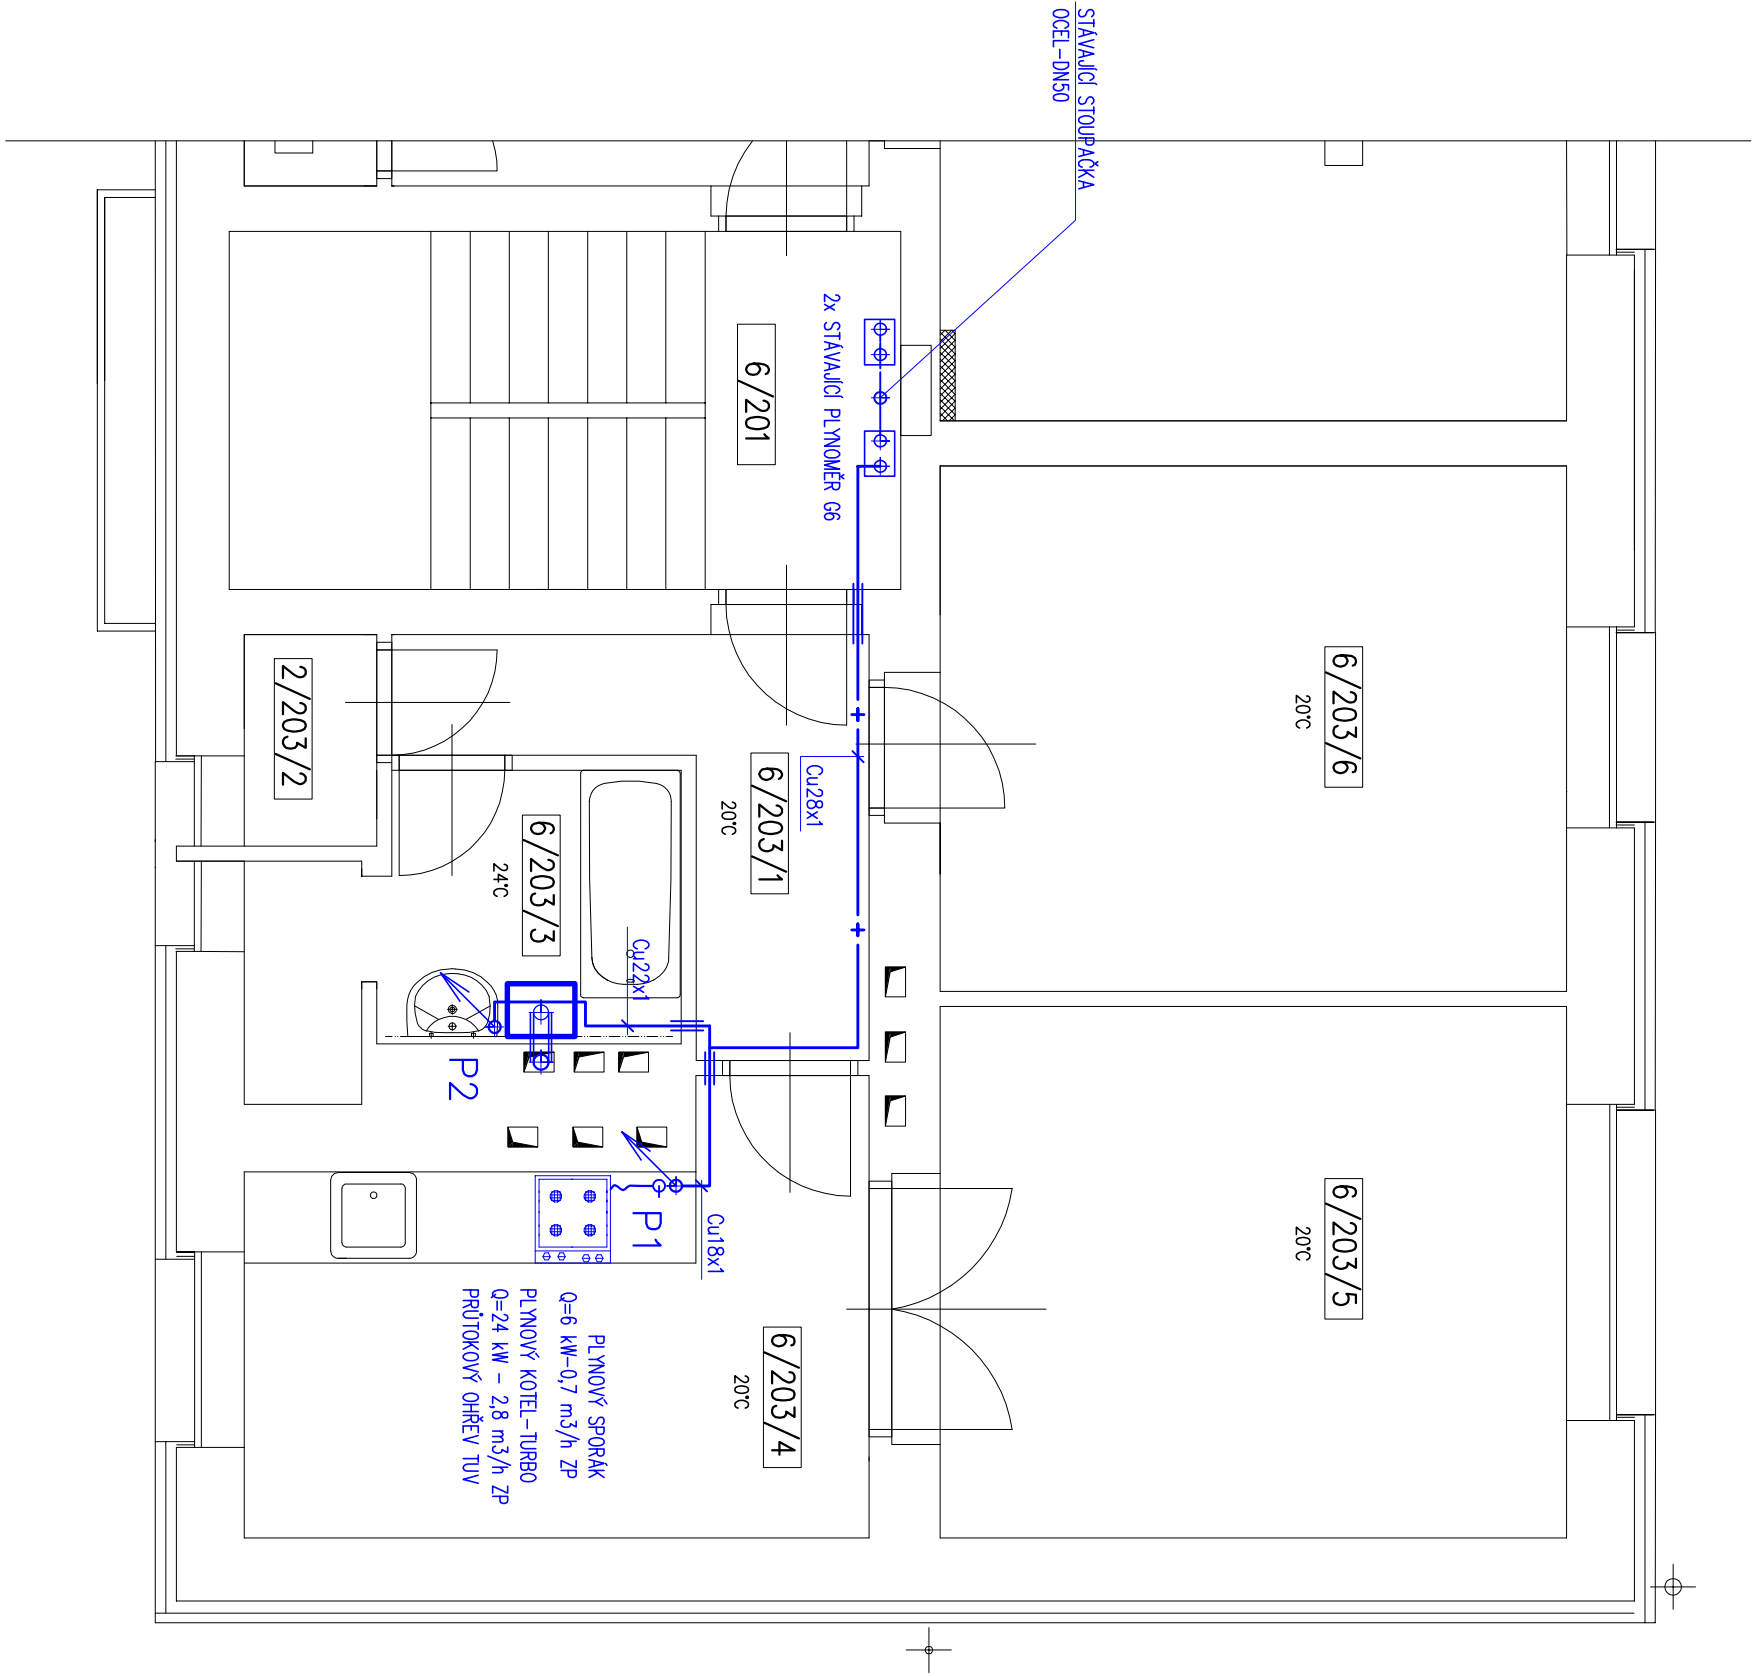 STÁVAJÍCÍ STOUPAČKA
OCEL-DN50
2x STÁVAJÍCÍ PLYNOMĚR G6
6/201
6/203/6
20°C
2/203/2
6/203/1
20°C
Cu28x1
6/203/3
24°C
Cu22x1
P2
P1
Cu18x1
6/203/5
20°C
6/203/4
20°C
PLYNOVÝ SPORÁK
Q=6 kW-0,7 m3/h ZP
PLYNOVÝ KOTEL-TURBO
Q=24 kW - 2,8 m3/h ZP
PRŮTOKOVÝ OHŘEV TUV